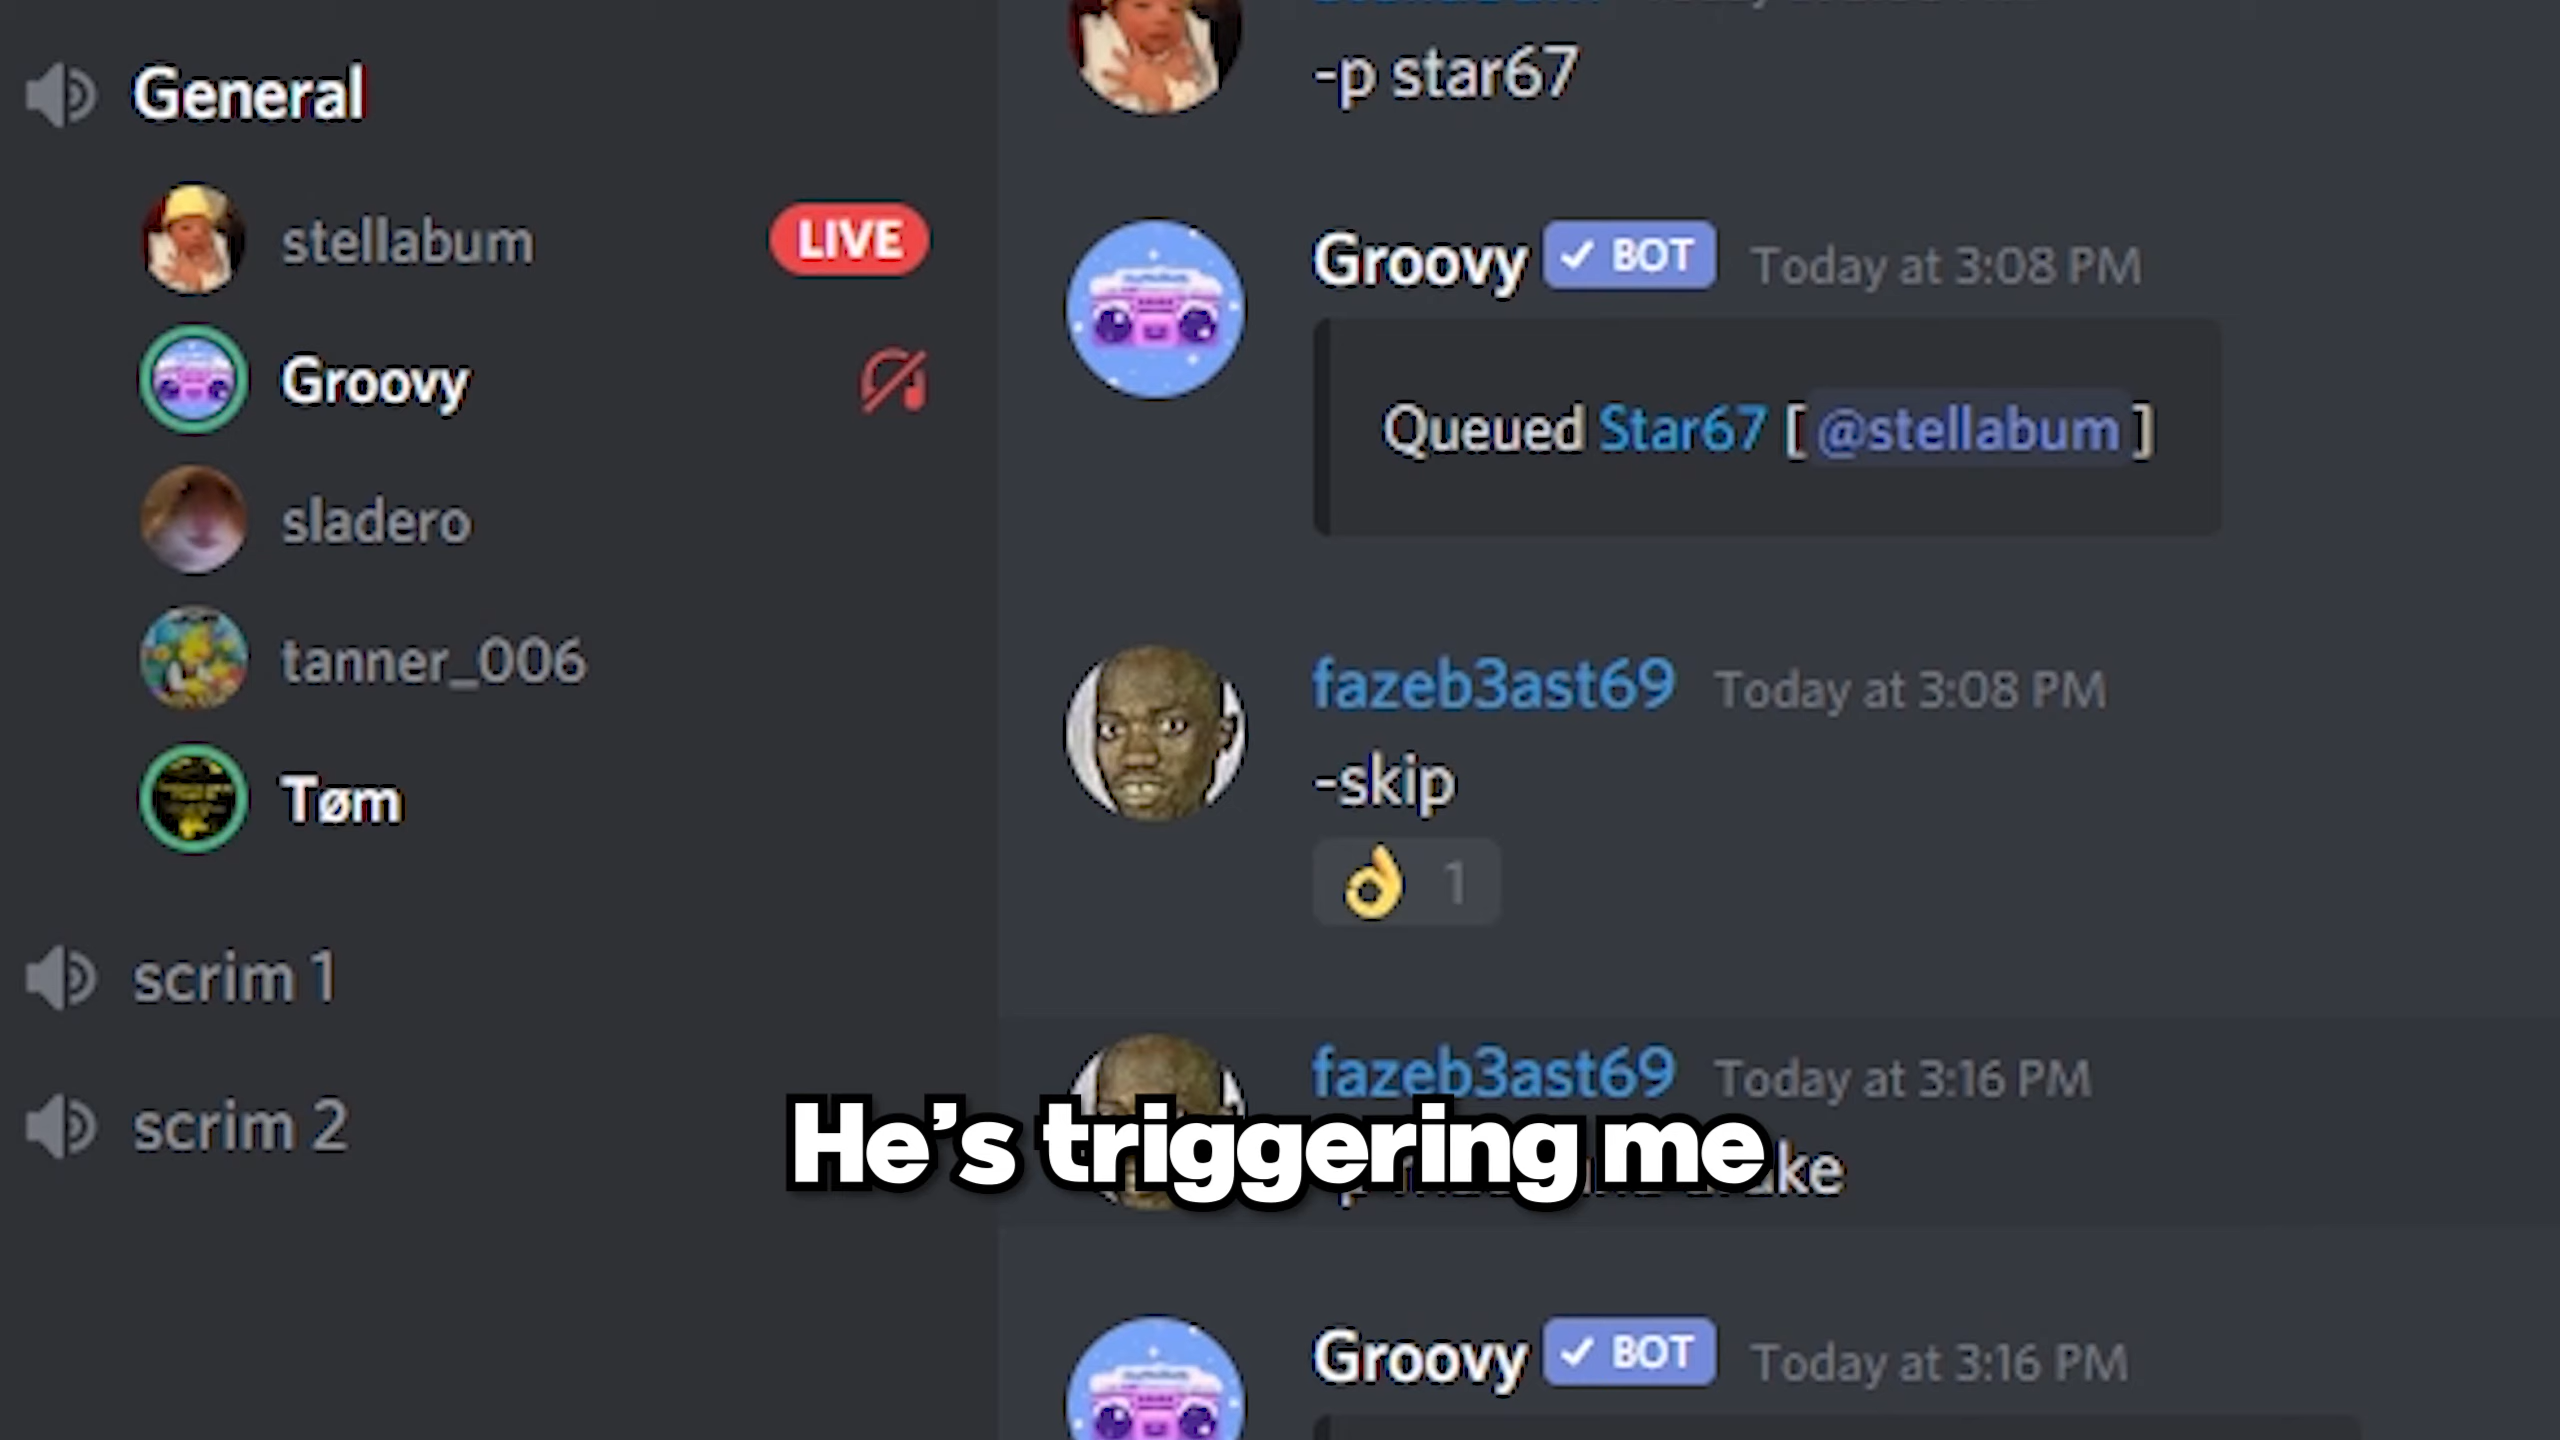 General
stellabum LIVE
Groovy
sladero
tanner_006
Tøm
scrim 1
scrim 2
-p star67
Groovy ✓ BOT Today at 3:08 PM
Queued Star67 [ @stellabum ]
fazeb3ast69 Today at 3:08 PM
-skip
👌 1
fazeb3ast69 Today at 3:16 PM
He's triggering me
Groovy ✓ BOT Today at 3:16 PM